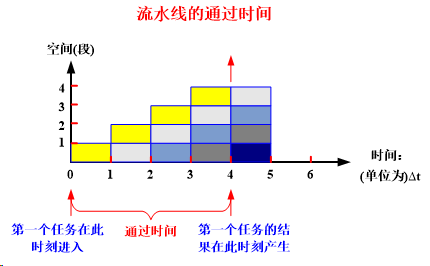 流水线的通过时间
空间(段)
4
3
2
1
0 1 2 3 4 5 6
时间：
(单位为)Δt
第一个任务在此
时刻进入
通过时间
第一个任务的结
果在此时刻产生